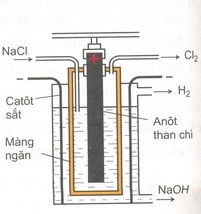 NaCl
Cl₂
+
−
−
H₂
Catôt
sắt
Anôt
than chì
Màng
ngăn
NaOH